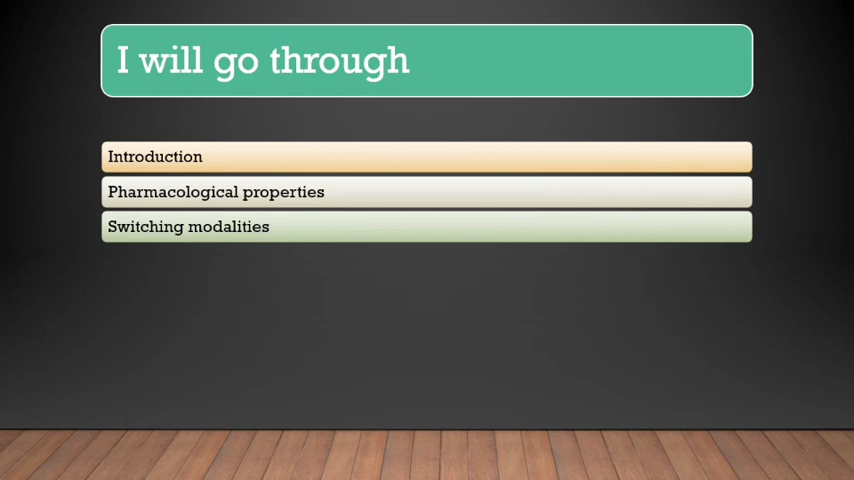 I will go through
Introduction
Pharmacological properties
Switching modalities